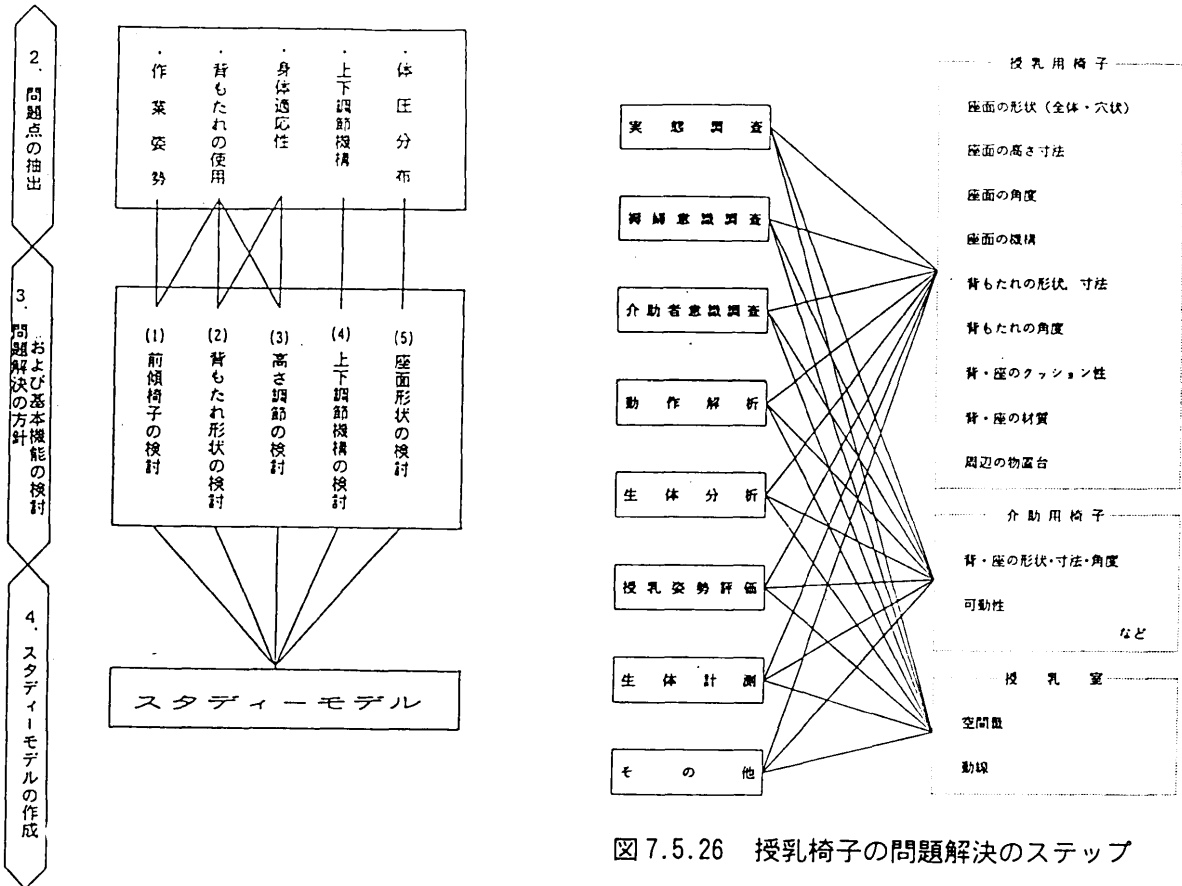 2. 問題点の抽出
3. 問題解決の方針
および基本機能の検討
4. スタディーモデルの作成
・作業姿勢
・背もたれの使用
・身体適応性
・上下調節機構
・体圧分布
(1) 前傾椅子の検討
(2) 背もたれ形状の検討
(3) 高さ調節の検討
(4) 上下調節機構の検討
(5) 座面形状の検討
スタディーモデル
実態調査
褥婦意識調査
介助者意識調査
動作解析
生体分析
授乳姿勢評価
生体計測
その他
授乳用椅子
座面の形状(全体・穴状)
座面の高さ寸法
座面の角度
座面の機構
背もたれの形状、寸法
背もたれの角度
背・座のクッション性
背・座の材質
周辺の物置台
介助用椅子
背・座の形状・寸法・角度
可動性
など
授乳室
空間量
動線
図7.5.26 授乳椅子の問題解決のステップ